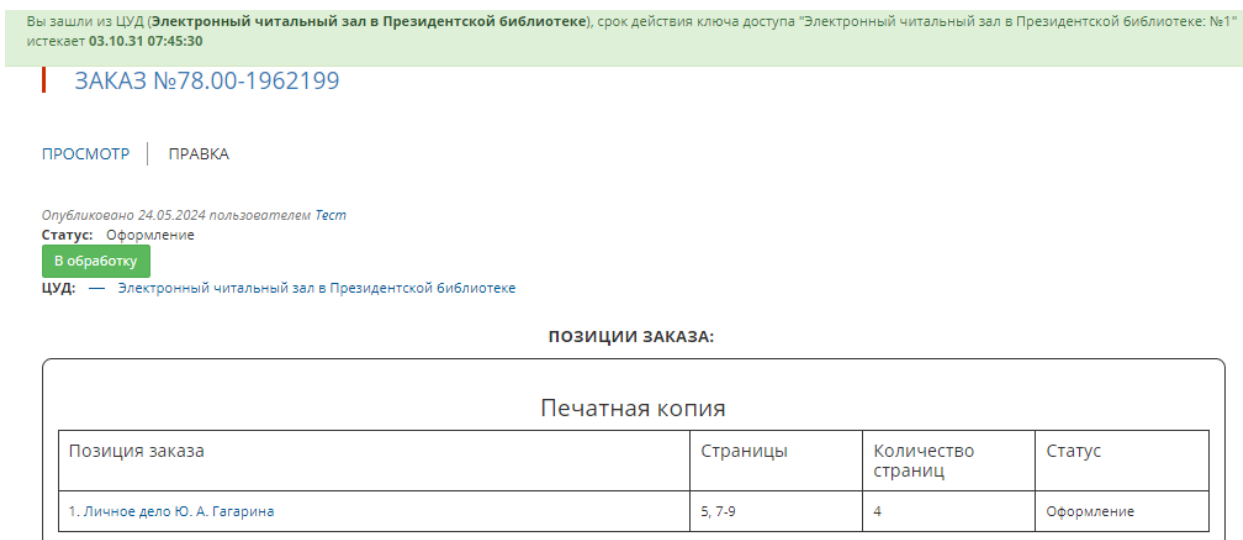 Вы зашли из ЦУД (Электронный читальный зал в Президентской библиотеке), срок действия ключа доступа "Электронный читальный зал в Президентской библиотеке: №1"
истекает 03.10.31 07:45:30
ЗАКАЗ №78.00-1962199
ПРОСМОТР ПРАВКА
Опубликовано 24.05.2024 пользователем Тест
Статус: Оформление
В обработку
ЦУД: — Электронный читальный зал в Президентской библиотеке
ПОЗИЦИИ ЗАКАЗА:
Печатная копия
Позиция заказа Страницы Количество Статус
страниц
1. Личное дело Ю. А. Гагарина 5, 7-9 4 Оформление